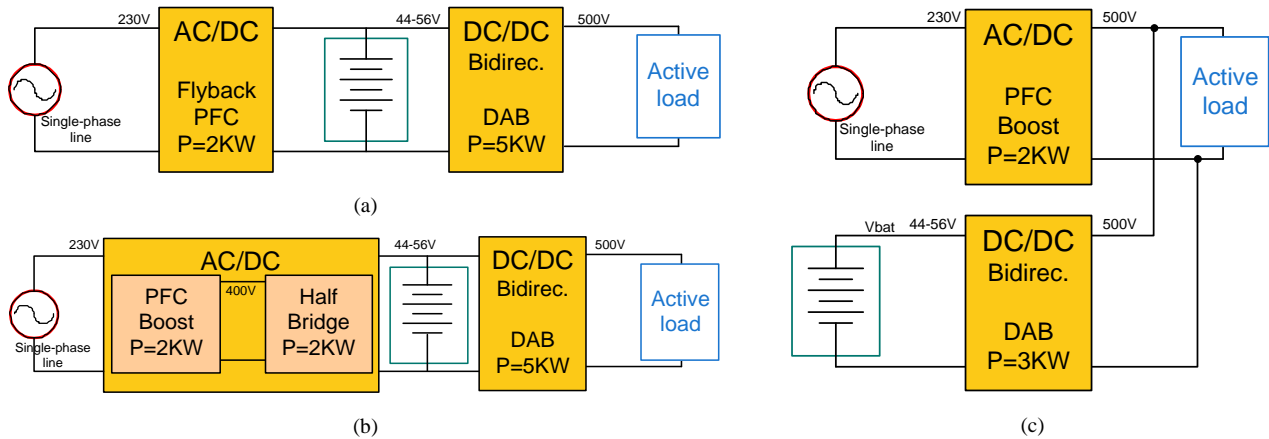 230V
AC/DC
Flyback
PFC
P=2KW
Single-phase
line
44-56V
DC/DC
Bidirec.
DAB
P=5KW
500V
Active
load
(a)
230V
AC/DC
PFC
Boost
P=2KW
400V
Half
Bridge
P=2KW
Single-phase
line
44-56V
DC/DC
Bidirec.
DAB
P=5KW
500V
Active
load
(b)
230V
AC/DC
PFC
Boost
P=2KW
Single-phase
line
500V
Active
load
Vbat
44-56V
DC/DC
Bidirec.
DAB
P=3KW
500V
(c)